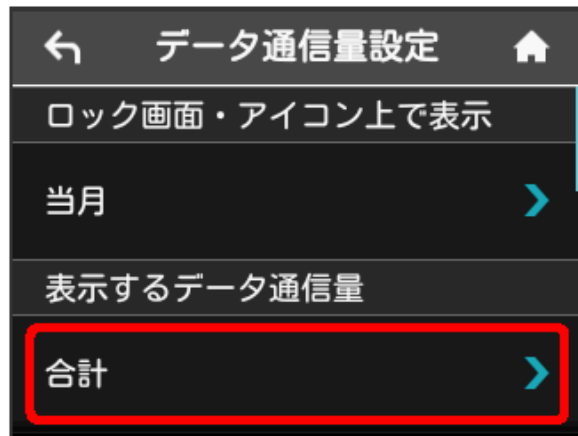 データ通信量設定
ロック画面・アイコン上で表示
当月
表示するデータ通信量
合計